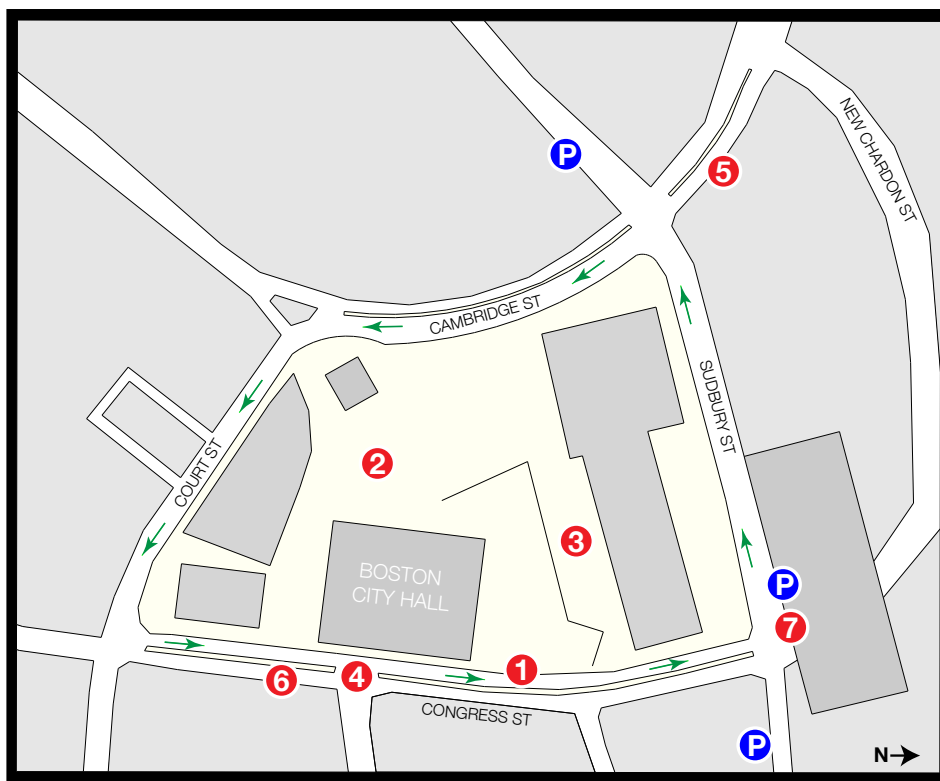 P
5
NEW CHARDON ST
CAMBRIDGE ST
SUDBURY ST
COURT ST
2
3
BOSTON
CITY HALL
P
7
1
4
6
CONGRESS ST
P
N